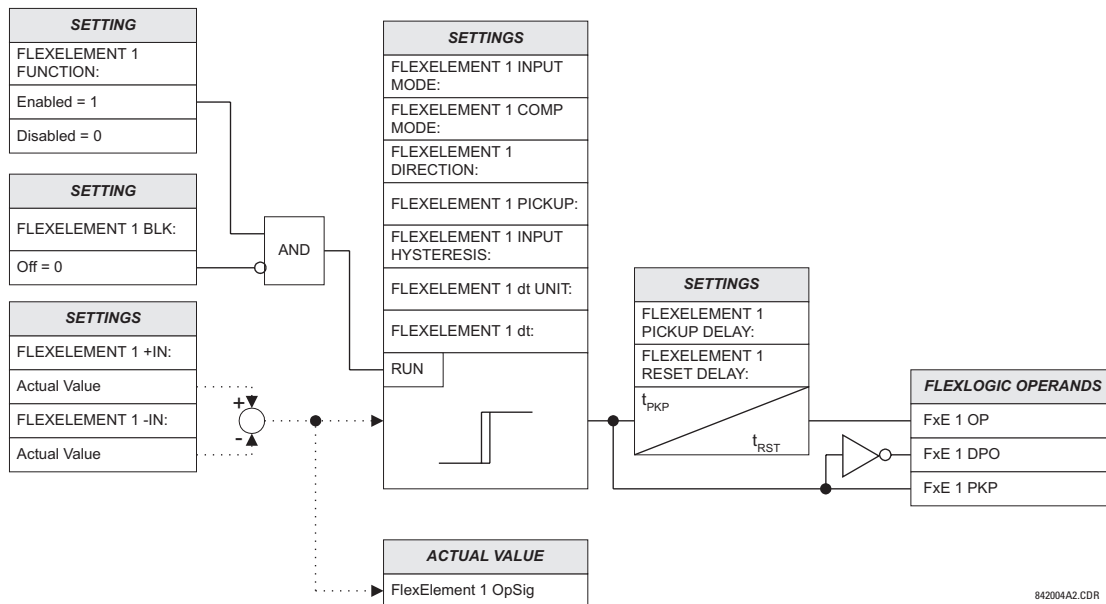 SETTING
FLEXELEMENT 1
FUNCTION:
Enabled = 1
Disabled = 0
SETTING
FLEXELEMENT 1 BLK:
Off = 0
SETTINGS
FLEXELEMENT 1 +IN:
Actual Value
FLEXELEMENT 1 -IN:
Actual Value
+
-
AND
SETTINGS
FLEXELEMENT 1 INPUT
MODE:
FLEXELEMENT 1 COMP
MODE:
FLEXELEMENT 1
DIRECTION:
FLEXELEMENT 1 PICKUP:
FLEXELEMENT 1 INPUT
HYSTERESIS:
FLEXELEMENT 1 dt UNIT:
FLEXELEMENT 1 dt:
RUN
ACTUAL VALUE
FlexElement 1 OpSig
SETTINGS
FLEXELEMENT 1
PICKUP DELAY:
FLEXELEMENT 1
RESET DELAY:
tPKP
tRST
FLEXLOGIC OPERANDS
FxE 1 OP
FxE 1 DPO
FxE 1 PKP
842004A2.CDR